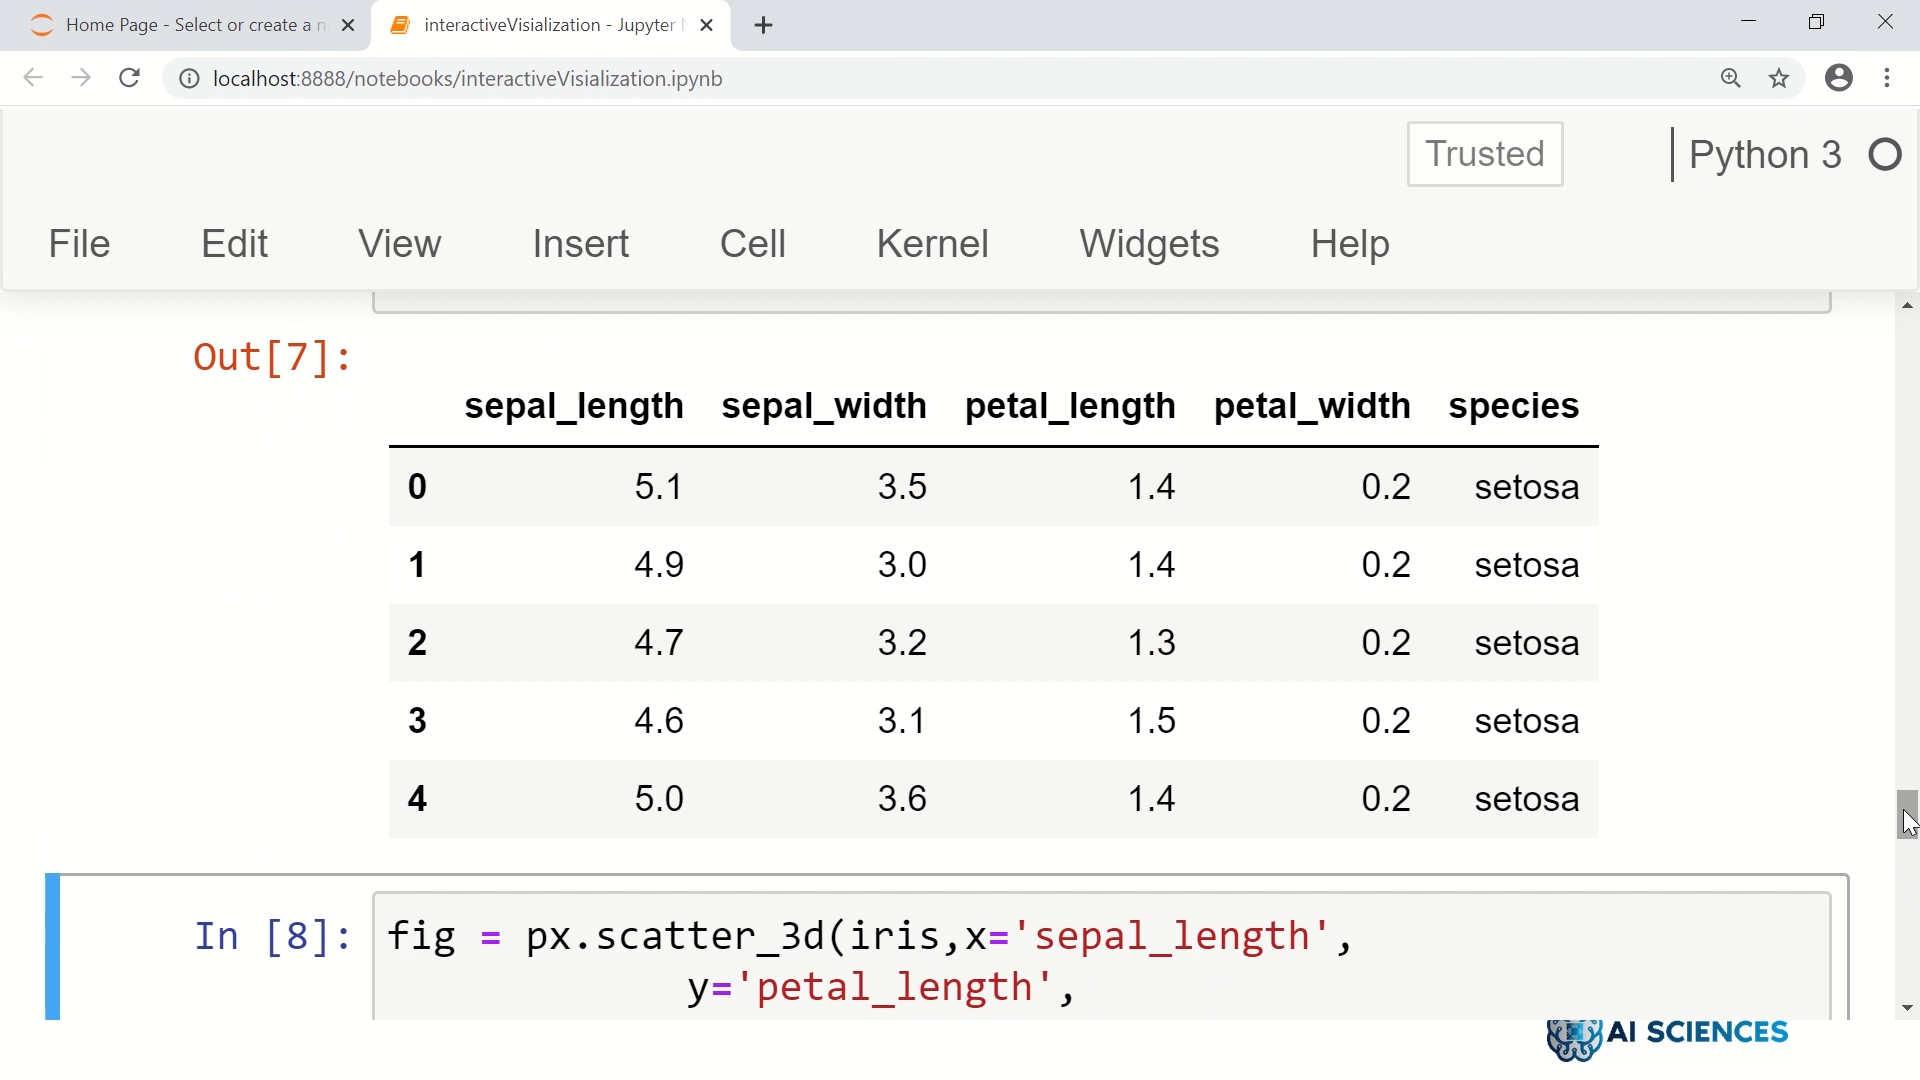 Home Page - Select or create a n
interactiveVisialization - Jupyter N
localhost:8888/notebooks/interactiveVisialization.ipynb
Trusted
Python 3
File Edit View Insert Cell Kernel Widgets Help
Out[7]:
sepal_length sepal_width petal_length petal_width species
0 5.1 3.5 1.4 0.2 setosa
1 4.9 3.0 1.4 0.2 setosa
2 4.7 3.2 1.3 0.2 setosa
3 4.6 3.1 1.5 0.2 setosa
4 5.0 3.6 1.4 0.2 setosa
In [8]: fig = px.scatter_3d(iris,x='sepal_length',
y='petal_length',
AI SCIENCES